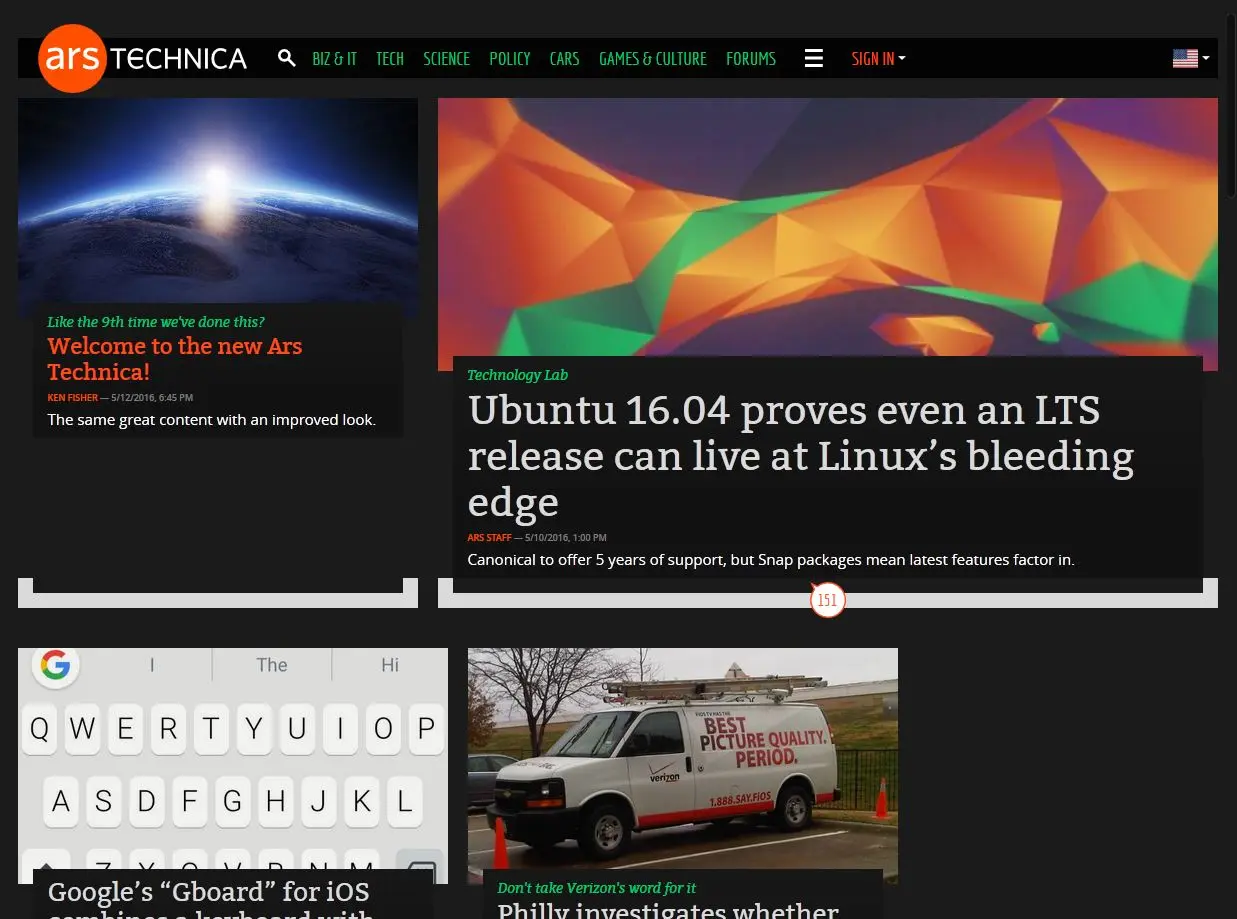 ars TECHNICA
BIZ & IT TECH SCIENCE POLICY CARS GAMES & CULTURE FORUMS SIGN IN
Like the 9th time we've done this?
Welcome to the new Ars
Technica!
KEN FISHER — 5/12/2016, 6:45 PM
The same great content with an improved look.
Technology Lab
Ubuntu 16.04 proves even an LTS
release can live at Linux’s bleeding
edge
ARS STAFF — 5/10/2016, 1:00 PM
Canonical to offer 5 years of support, but Snap packages mean latest features factor in.
151
G I The Hi
Q W E R T Y U I O P
A S D F G H J K L
Google’s “Gboard” for iOS
combines a keyboard with
BEST
PICTURE QUALITY.
PERIOD.
verizon
1.888.SAY.FiOS
Don't take Verizon's word for it
Philly investigates whether